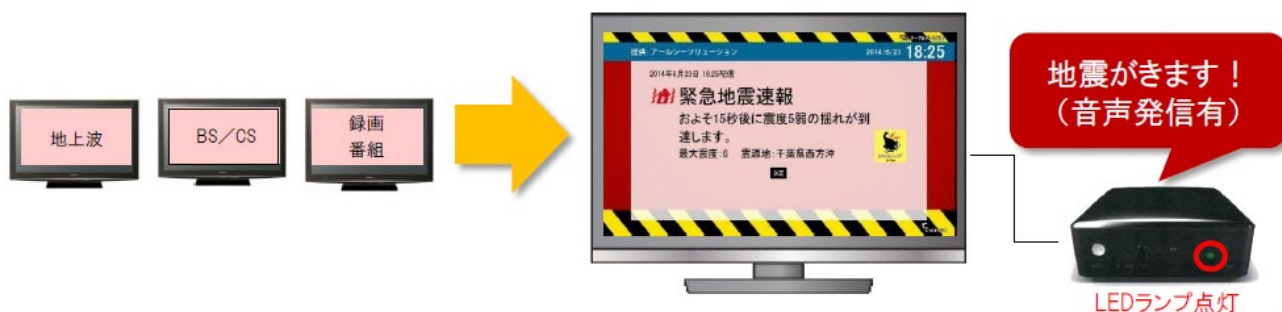 地上波
BS／CS
録画
番組
提供：アールシーソリューション
2014/6/23 18:25
2014年6月23日 18:25配信
緊急地震速報
およそ15秒後に震度5弱の揺れが到
達します。
最大震度：6 震源地：千葉県西方沖
決定
地震がきます！
（音声発信有）
LEDランプ点灯